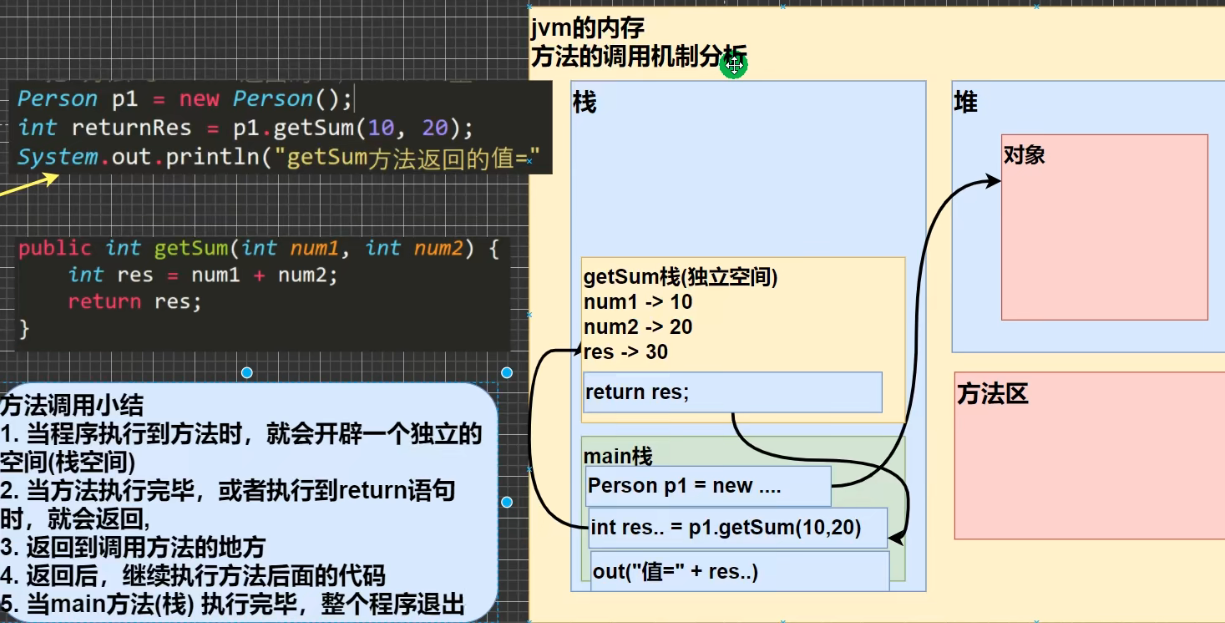 Person p1 = new Person();
int returnRes = p1.getSum(10, 20);
System.out.println("getSum方法返回的值="
public int getSum(int num1, int num2) {
int res = num1 + num2;
return res;
}
方法调用小结
1. 当程序执行到方法时，就会开辟一个独立的
空间(栈空间)
2. 当方法执行完毕，或者执行到return语句
时，就会返回,
3. 返回到调用方法的地方
4. 返回后，继续执行方法后面的代码
5. 当main方法(栈) 执行完毕，整个程序退出
jvm的内存
方法的调用机制分析
栈
getSum栈(独立空间)
num1 -> 10
num2 -> 20
res -> 30
return res;
main栈
Person p1 = new ....
int res.. = p1.getSum(10,20)
out("值=" + res..)
堆
对象
方法区